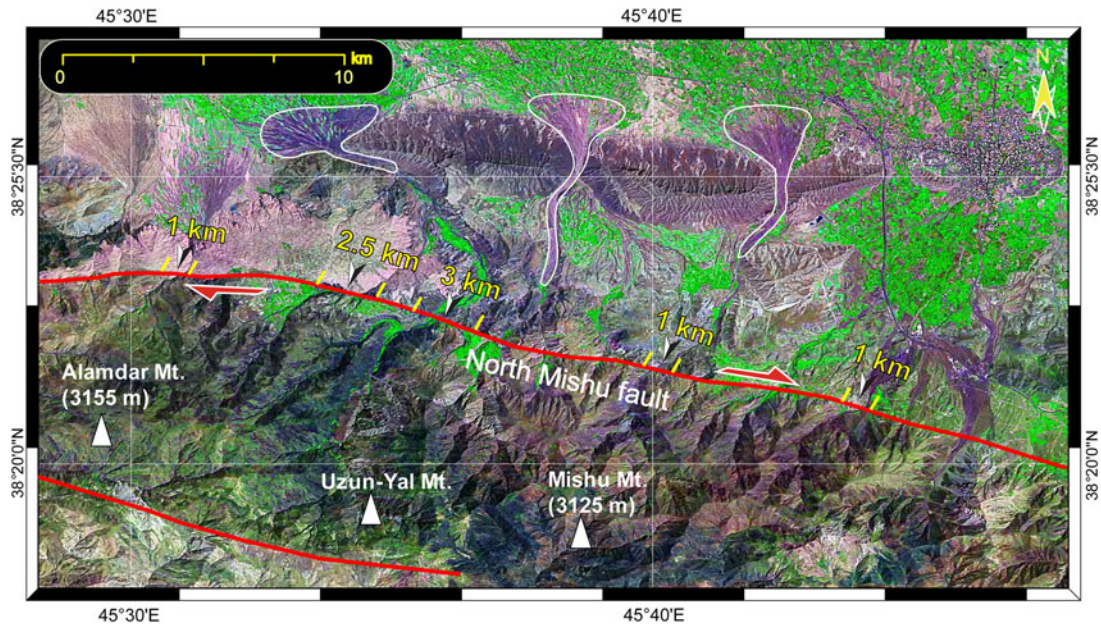 45°30'E
45°40'E
km
0
10
N
38°25'30"N
38°25'30"N
1 km
2.5 km
3 km
1 km
1 km
North Mishu fault
Alamdar Mt.
(3155 m)
Uzun-Yal Mt.
Mishu Mt.
(3125 m)
38°20'0"N
38°20'0"N
45°30'E
45°40'E